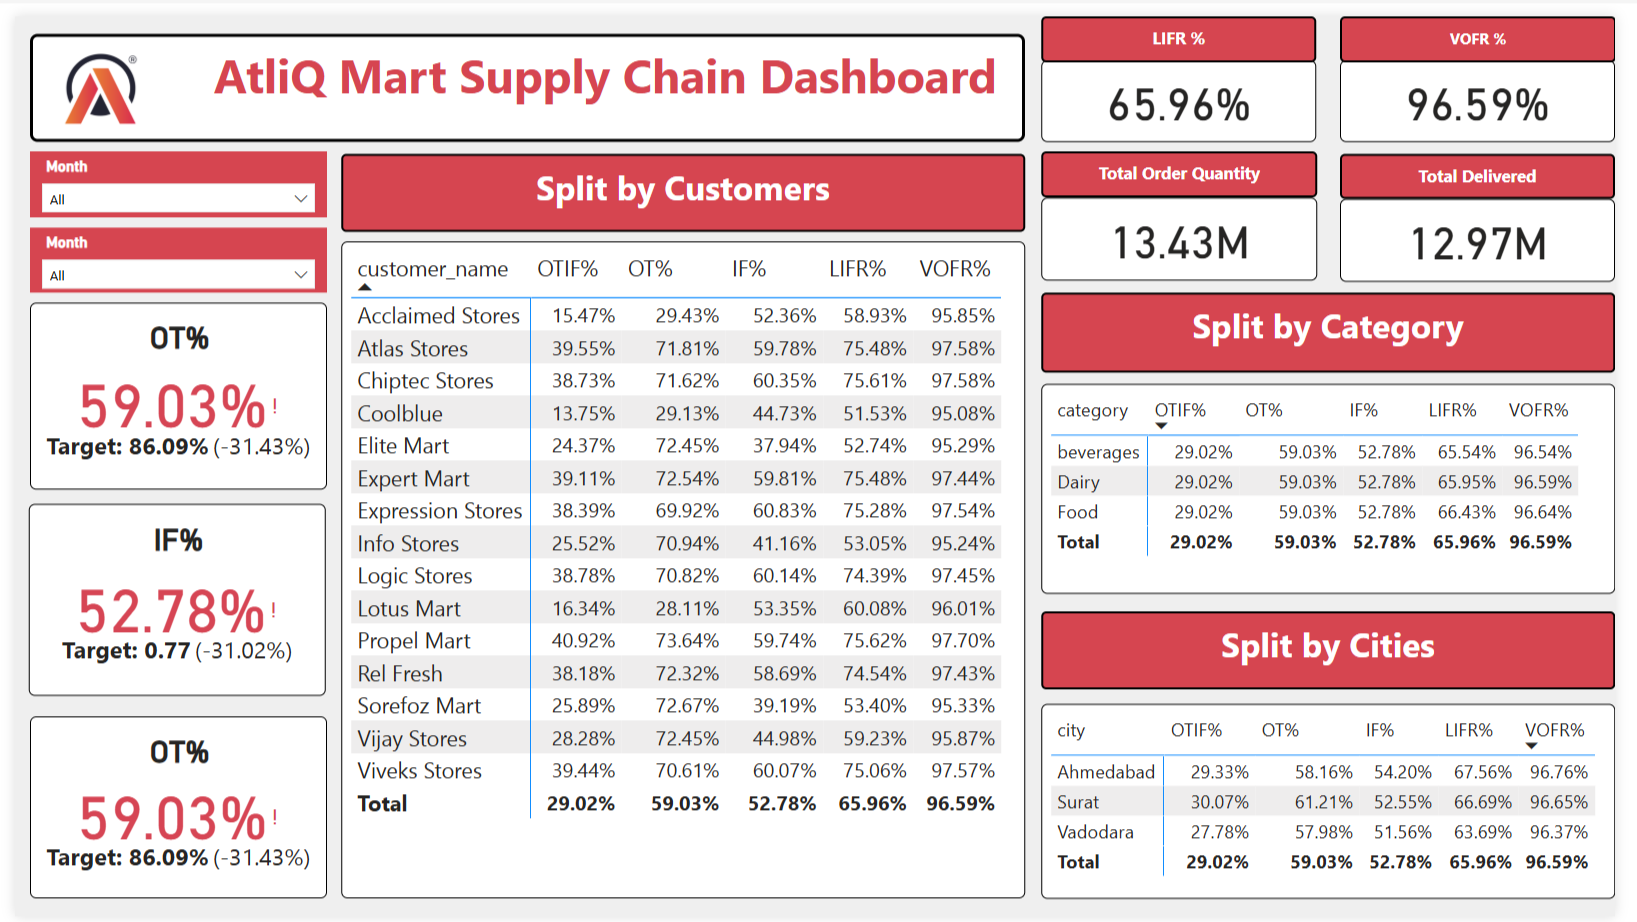 AtliQ Mart Supply Chain Dashboard
®
LIFR %
65.96%
VOFR %
96.59%
Month
All
Month
All
Total Order Quantity
13.43M
Total Delivered
12.97M
OT%
59.03%!
Target: 86.09% (-31.43%)
IF%
52.78%!
Target: 0.77 (-31.02%)
OT%
59.03%!
Target: 86.09% (-31.43%)
Split by Customers
customer_name OTIF% OT% IF% LIFR% VOFR%
Acclaimed Stores 15.47% 29.43% 52.36% 58.93% 95.85%
Atlas Stores 39.55% 71.81% 59.78% 75.48% 97.58%
Chiptec Stores 38.73% 71.62% 60.35% 75.61% 97.58%
Coolblue 13.75% 29.13% 44.73% 51.53% 95.08%
Elite Mart 24.37% 72.45% 37.94% 52.74% 95.29%
Expert Mart 39.11% 72.54% 59.81% 75.48% 97.44%
Expression Stores 38.39% 69.92% 60.83% 75.28% 97.54%
Info Stores 25.52% 70.94% 41.16% 53.05% 95.24%
Logic Stores 38.78% 70.82% 60.14% 74.39% 97.45%
Lotus Mart 16.34% 28.11% 53.35% 60.08% 96.01%
Propel Mart 40.92% 73.64% 59.74% 75.62% 97.70%
Rel Fresh 38.18% 72.32% 58.69% 74.54% 97.43%
Sorefoz Mart 25.89% 72.67% 39.19% 53.40% 95.33%
Vijay Stores 28.28% 72.45% 44.98% 59.23% 95.87%
Viveks Stores 39.44% 70.61% 60.07% 75.06% 97.57%
Total 29.02% 59.03% 52.78% 65.96% 96.59%
Split by Category
category OTIF% OT% IF% LIFR% VOFR%
beverages 29.02% 59.03% 52.78% 65.54% 96.54%
Dairy 29.02% 59.03% 52.78% 65.95% 96.59%
Food 29.02% 59.03% 52.78% 66.43% 96.64%
Total 29.02% 59.03% 52.78% 65.96% 96.59%
Split by Cities
city OTIF% OT% IF% LIFR% VOFR%
Ahmedabad 29.33% 58.16% 54.20% 67.56% 96.76%
Surat 30.07% 61.21% 52.55% 66.69% 96.65%
Vadodara 27.78% 57.98% 51.56% 63.69% 96.37%
Total 29.02% 59.03% 52.78% 65.96% 96.59%